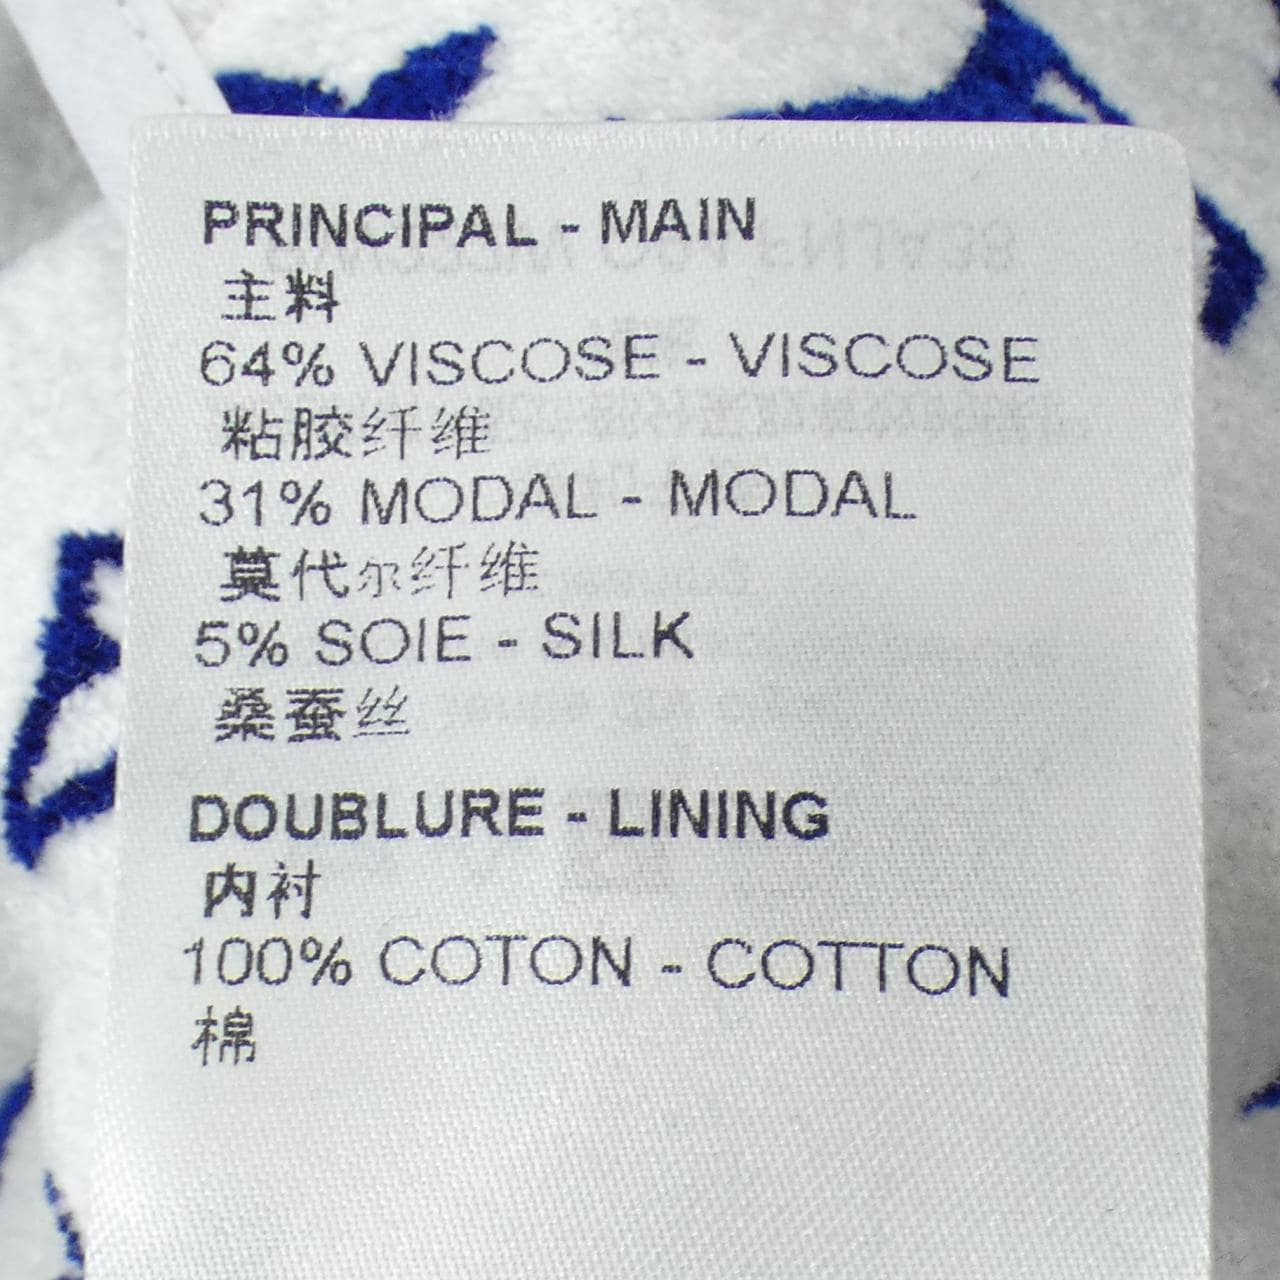 PRINCIPAL - MAIN
主料
64% VISCOSE - VISCOSE
粘胶纤维
31% MODAL - MODAL
莫代尔纤维
5% SOIE - SILK
桑蚕丝
DOUBLURE - LINING
内衬
100% COTON - COTTON
棉